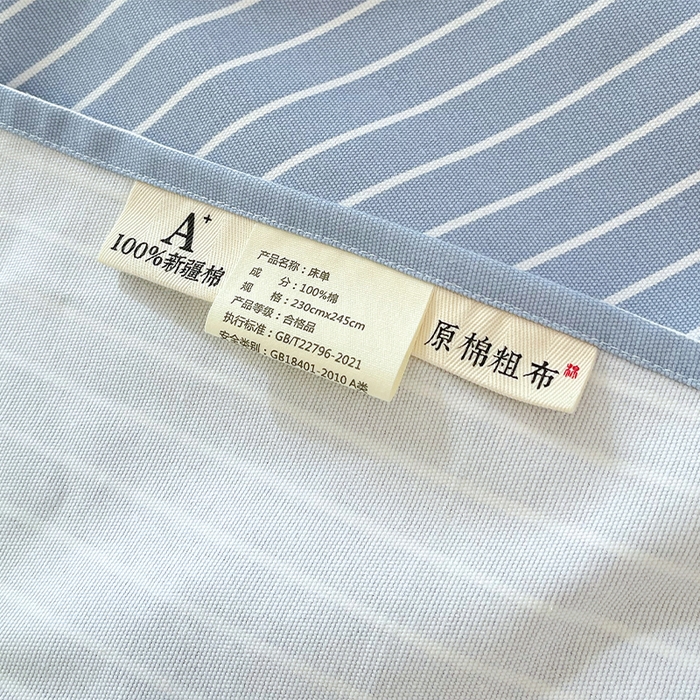 A+
100%新疆棉
产品名称：床单
成 分：100%棉
规 格：230cmx245cm
产品等级：合格品
执行标准：GB/T22796-2021
安全类别：GB18401-2010 A类
原棉粗布
棉